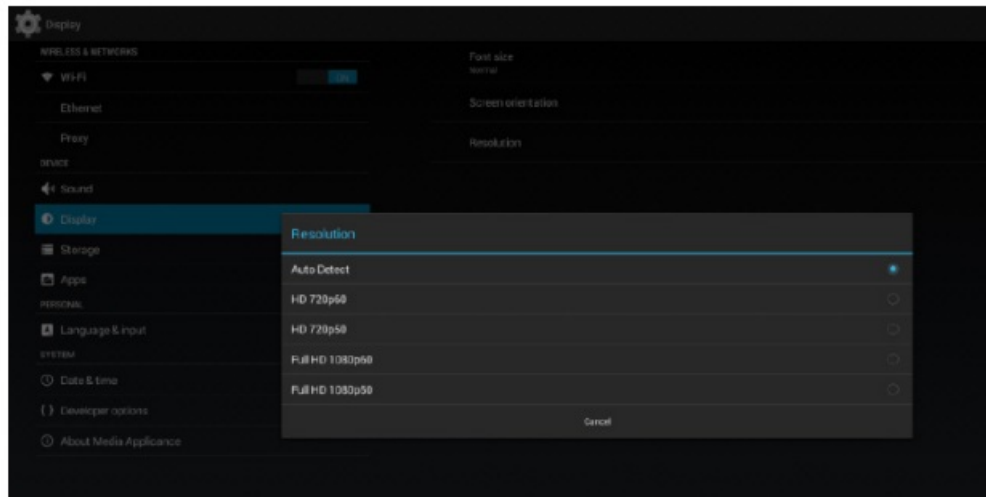 Display
WIRELESS & NETWORKS
Wi-Fi
ON
Ethernet
Proxy
DEVICE
Sound
Display
Storage
Apps
PERSONAL
Language & input
SYSTEM
Date & time
Developer options
About Media Applicance
Font size
Normal
Screen orientation
Resolution
Resolution
Auto Detect
HD 720p60
HD 720p50
Full HD 1080p60
Full HD 1080p50
Cancel